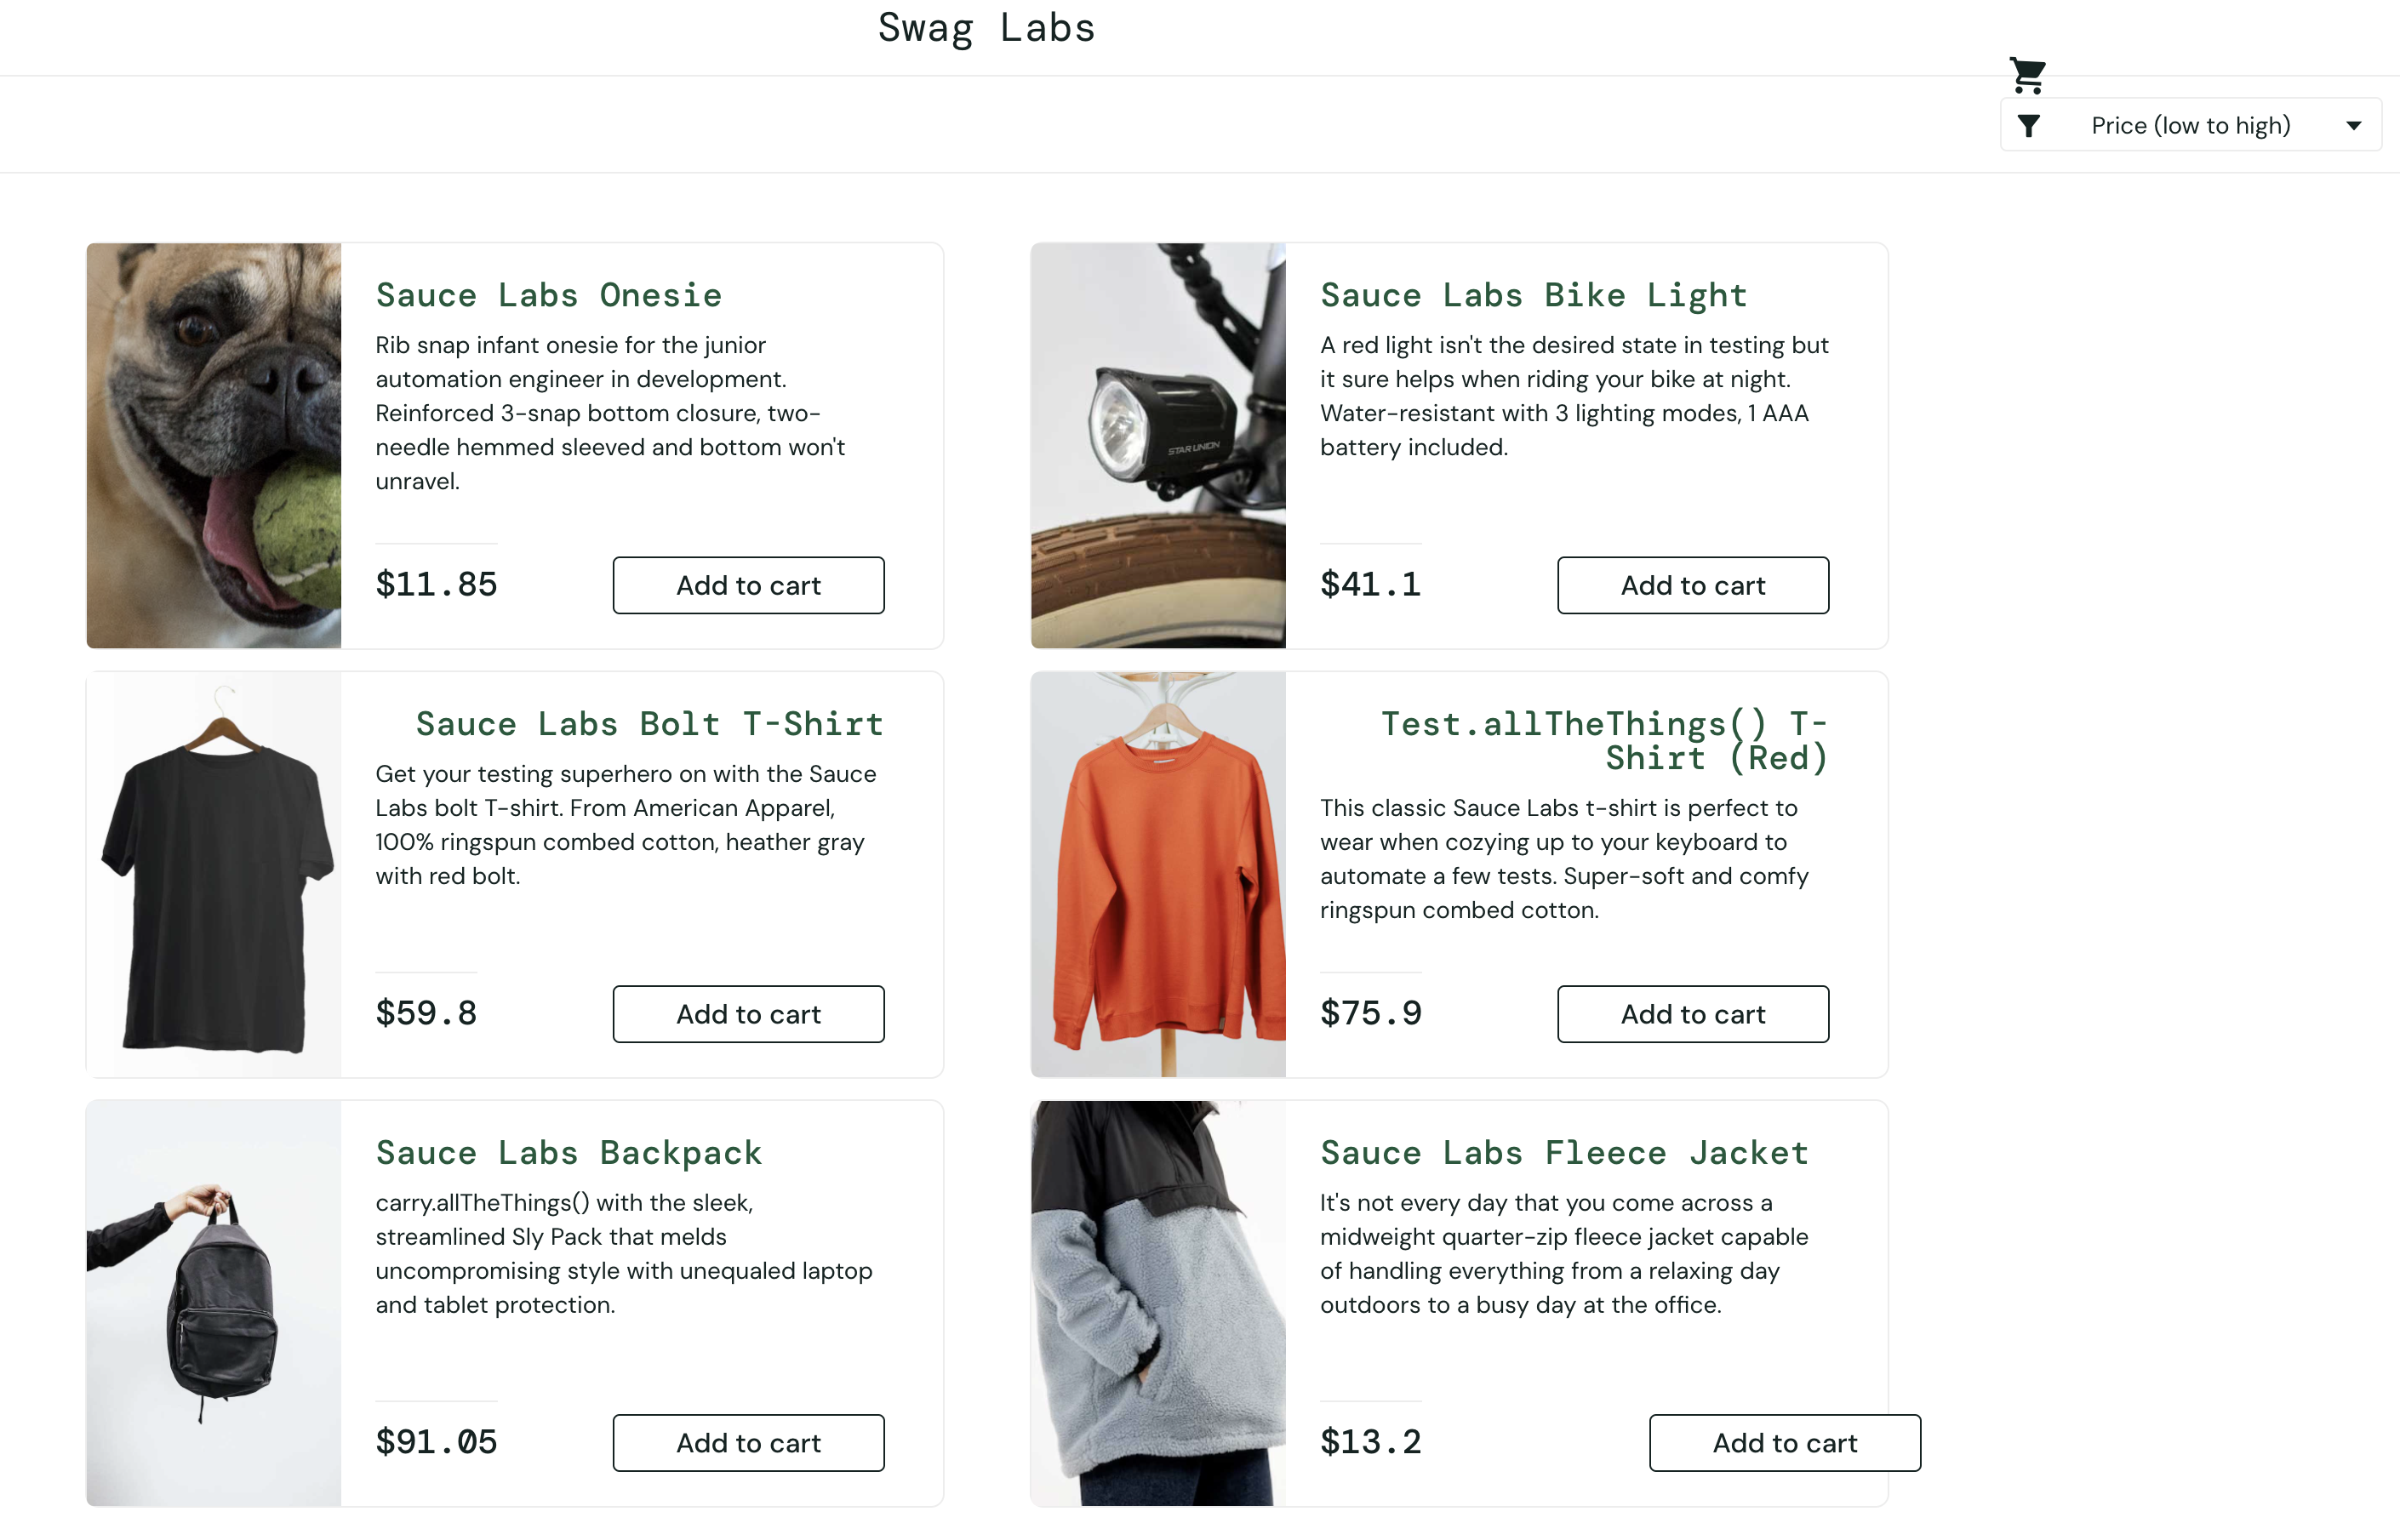 Swag Labs
Price (low to high)
Sauce Labs Onesie
Rib snap infant onesie for the junior
automation engineer in development.
Reinforced 3-snap bottom closure, two-
needle hemmed sleeved and bottom won't
unravel.
$11.85
Add to cart
Sauce Labs Bike Light
A red light isn't the desired state in testing but
it sure helps when riding your bike at night.
Water-resistant with 3 lighting modes, 1 AAA
battery included.
STAR UNION
$41.1
Add to cart
Sauce Labs Bolt T-Shirt
Get your testing superhero on with the Sauce
Labs bolt T-shirt. From American Apparel,
100% ringspun combed cotton, heather gray
with red bolt.
$59.8
Add to cart
Test.allTheThings() T-
Shirt (Red)
This classic Sauce Labs t-shirt is perfect to
wear when cozying up to your keyboard to
automate a few tests. Super-soft and comfy
ringspun combed cotton.
$75.9
Add to cart
Sauce Labs Backpack
carry.allTheThings() with the sleek,
streamlined Sly Pack that melds
uncompromising style with unequaled laptop
and tablet protection.
$91.05
Add to cart
Sauce Labs Fleece Jacket
It's not every day that you come across a
midweight quarter-zip fleece jacket capable
of handling everything from a relaxing day
outdoors to a busy day at the office.
$13.2
Add to cart